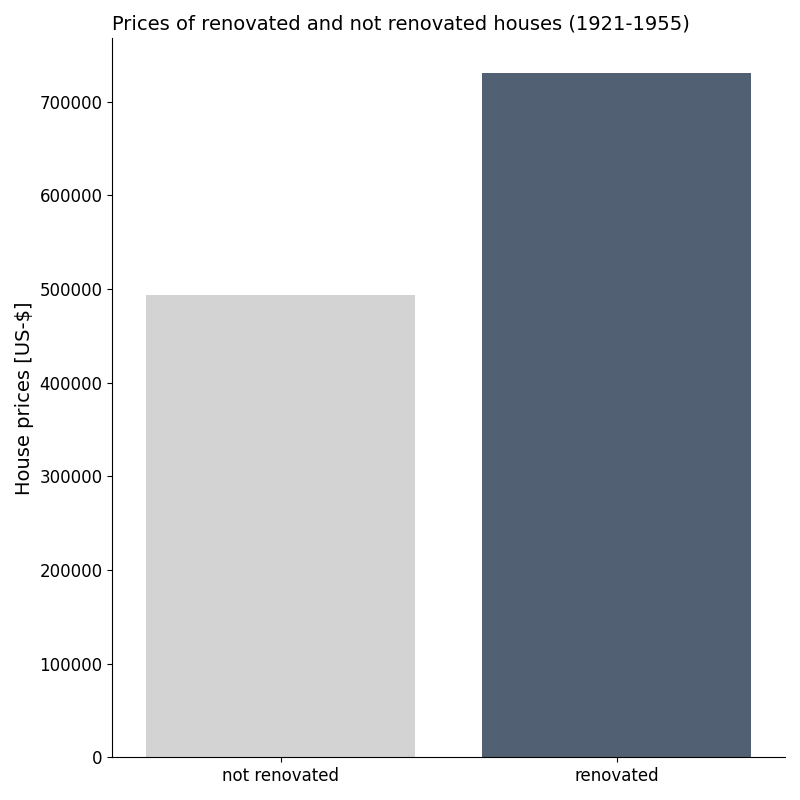 Prices of renovated and not renovated houses (1921-1955)
House prices [US-$]
700000
600000
500000
400000
300000
200000
100000
0
not renovated
renovated